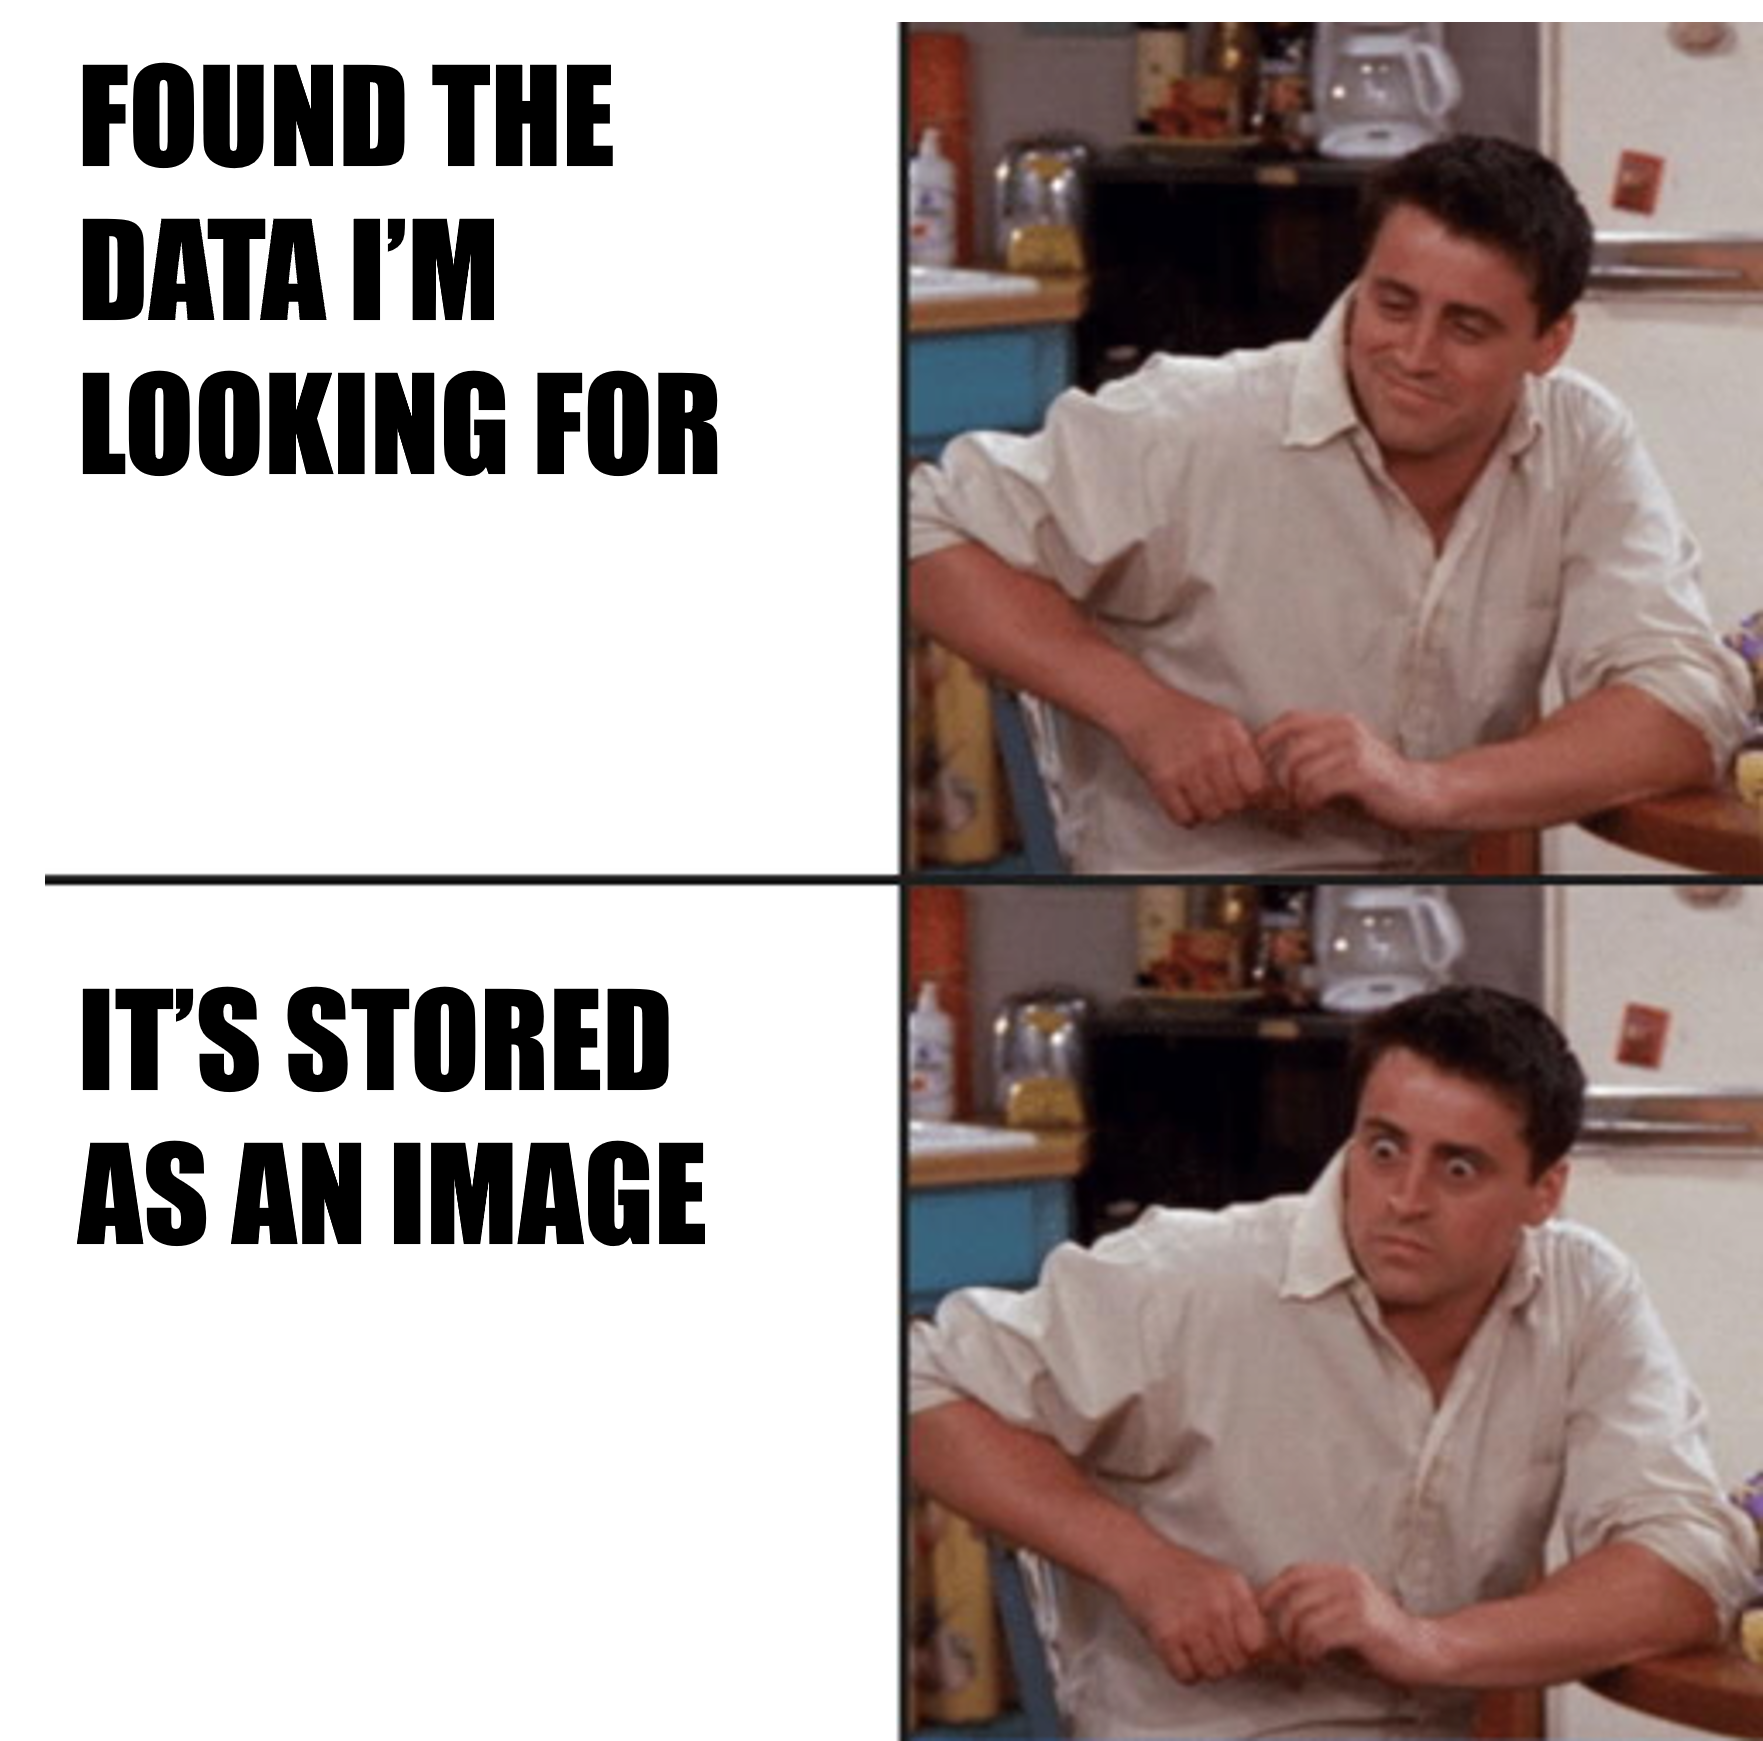 FOUND THE
DATA I’M
LOOKING FOR
IT’S STORED
AS AN IMAGE